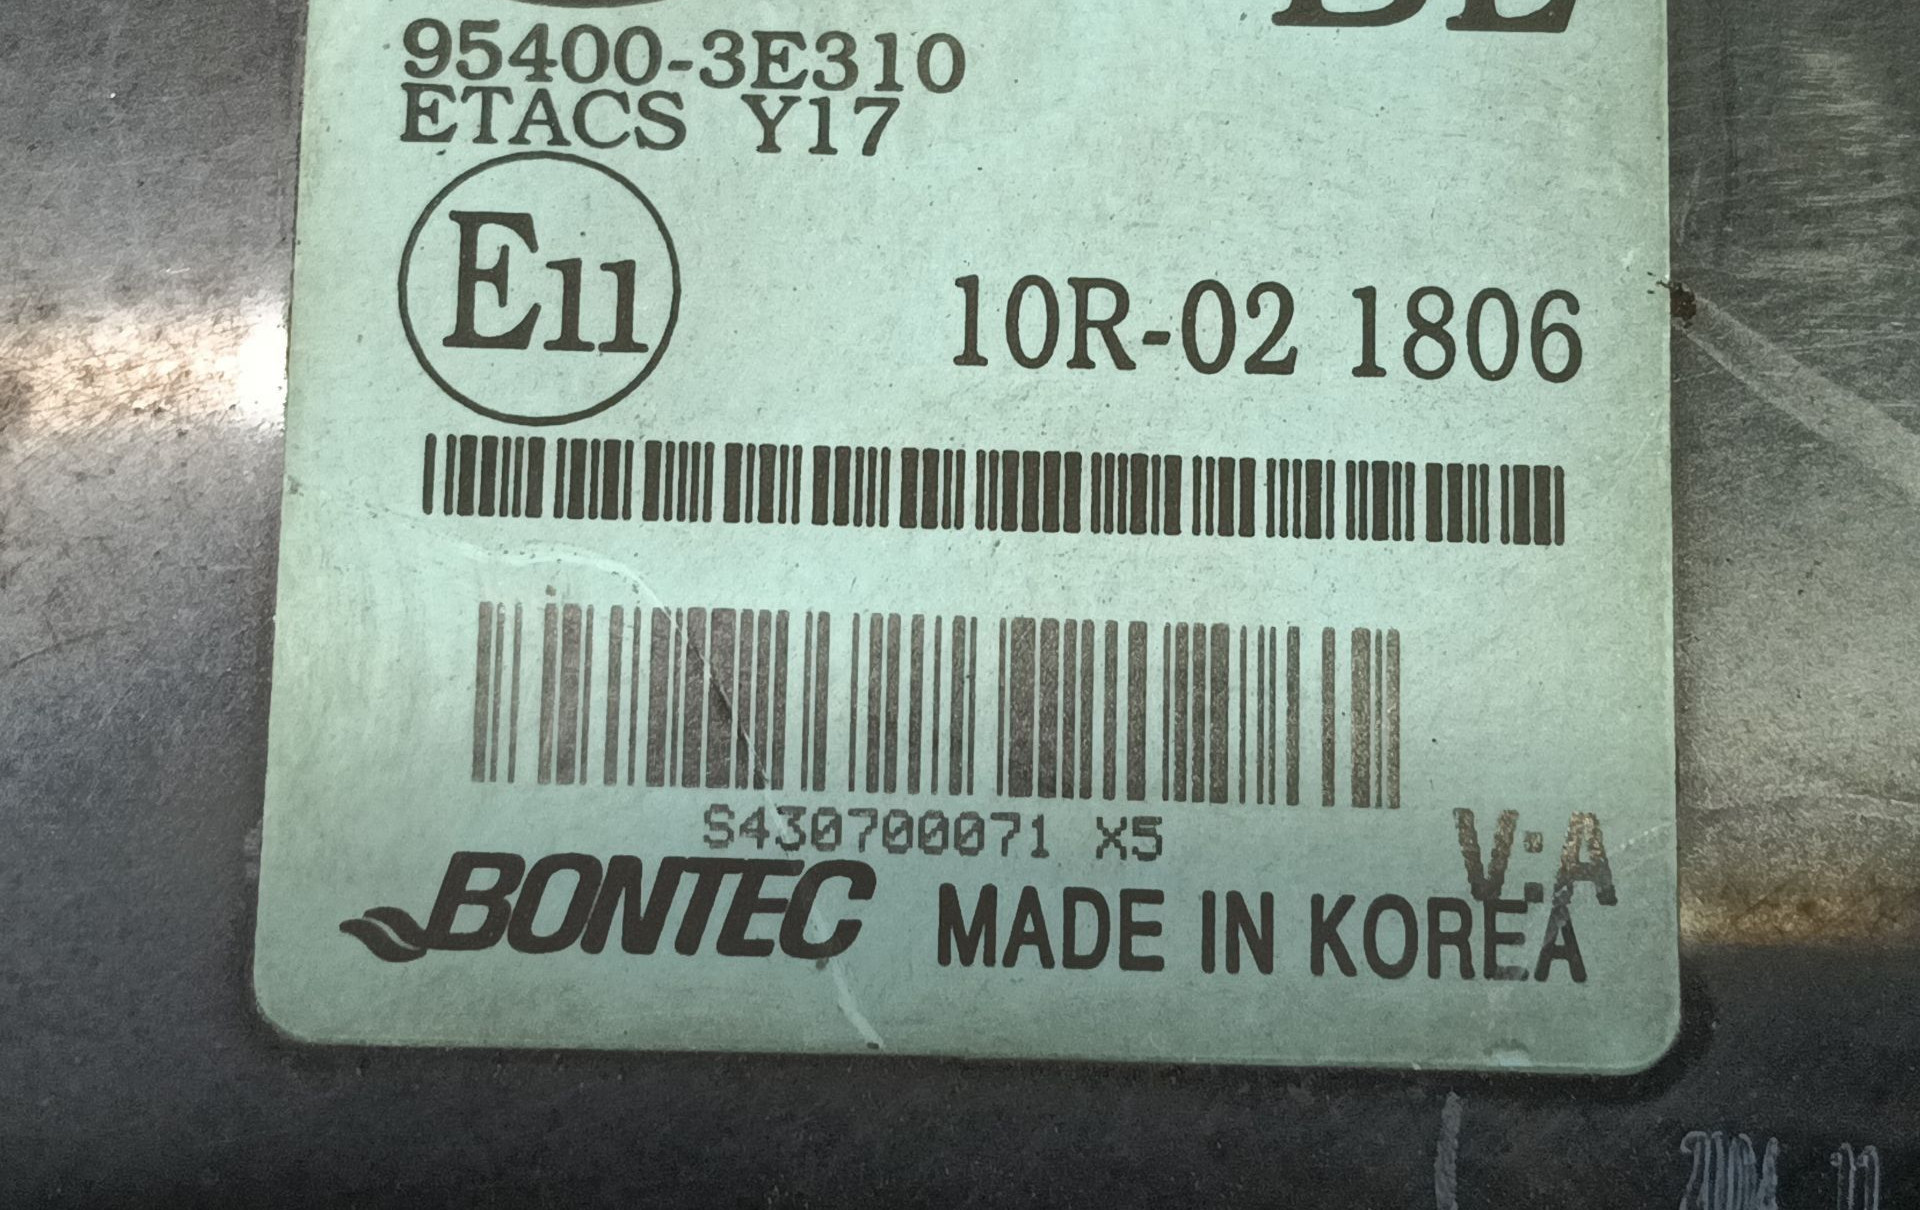 95400-3E310
ETACS Y17
E11
10R-02 1806
S430700071 X5
V:A
BONTEC MADE IN KOREA